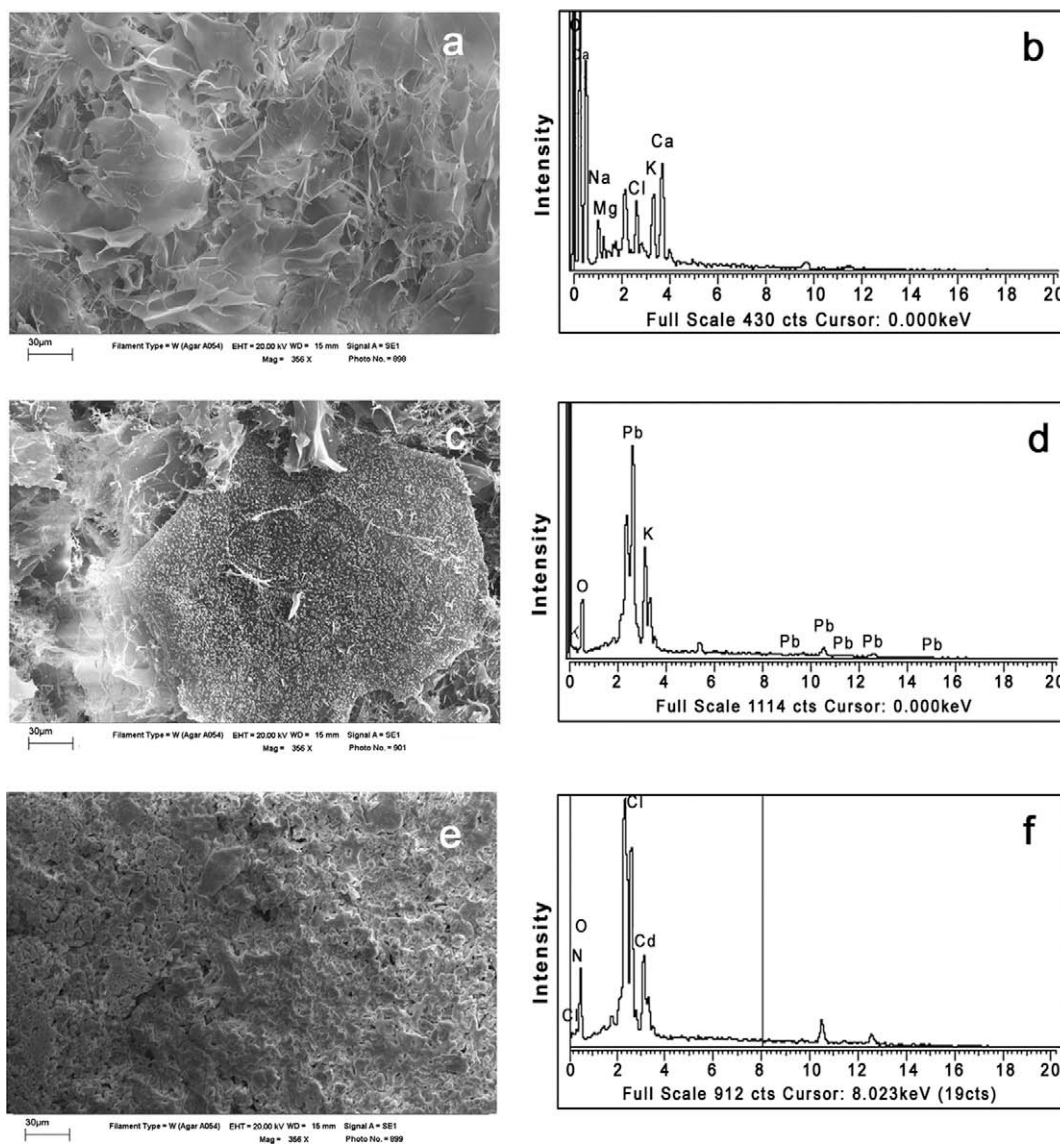 a
30µm
Filament Type = W (Agar A054) EHT = 20.00 kV WD = 15 mm Signal A = SE1
Mag = 356 X Photo No. = 898
b
Intensity
Na
Mg
Cl
K
Ca
0 2 4 6 8 10 12 14 16 18 20
Full Scale 430 cts Cursor: 0.000keV
c
30µm
Filament Type = W (Agar A054) EHT = 20.00 kV WD = 15 mm Signal A = SE1
Mag = 356 X Photo No. = 901
d
Intensity
O
Pb
K
Pb Pb Pb Pb Pb
0 2 4 6 8 10 12 14 16 18 20
Full Scale 1114 cts Cursor: 0.000keV
e
30µm
Filament Type = W (Agar A054) EHT = 20.00 kV WD = 15 mm Signal A = SE1
Mag = 356 X Photo No. = 899
f
Intensity
Cl
O
N
Cd
Cl
0 2 4 6 8 10 12 14 16 18 20
Full Scale 912 cts Cursor: 8.023keV (19cts)